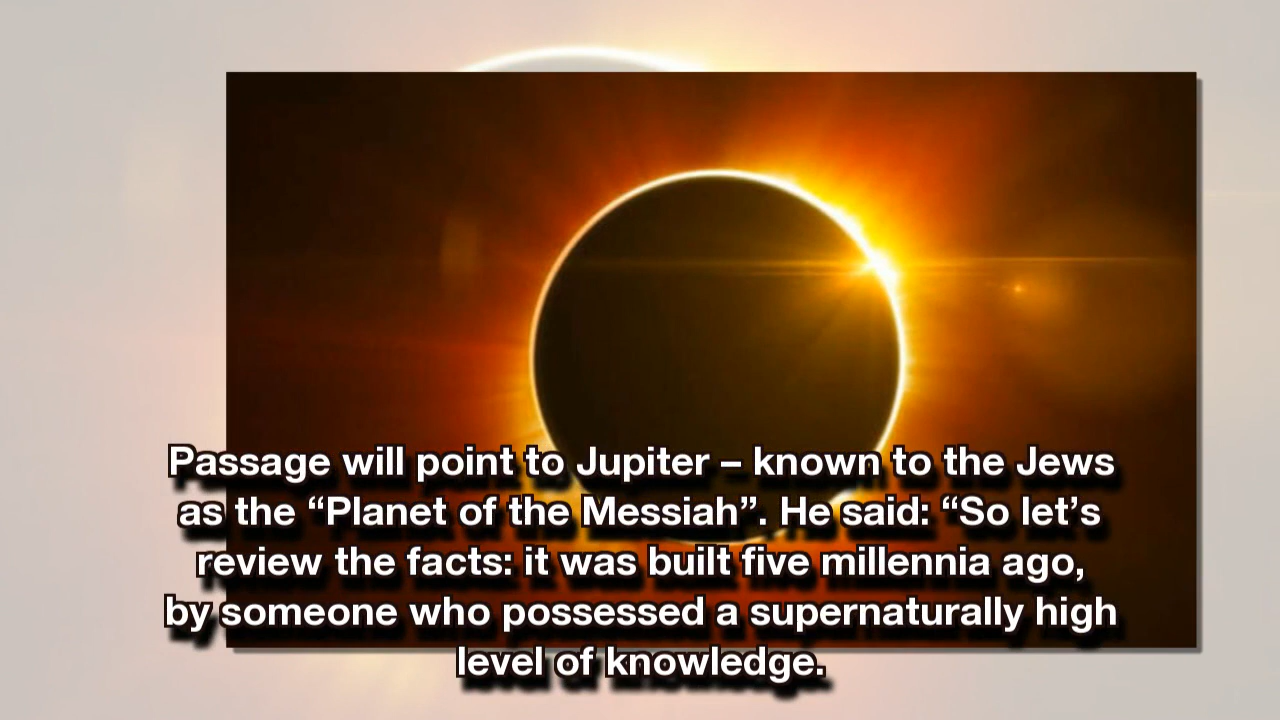 Passage will point to Jupiter – known to the Jews
as the “Planet of the Messiah”. He said: “So let’s
review the facts: it was built five millennia ago,
by someone who possessed a supernaturally high
level of knowledge.